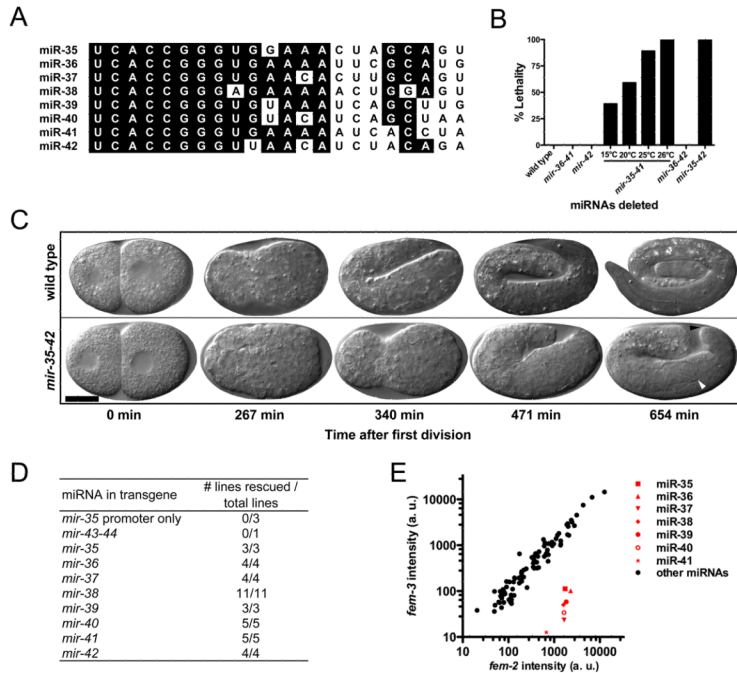 A
miR-35 U C A C C G G G U G G A A A C U A G C A G U
miR-36 U C A C C G G G U G A A A A U U C G C A U G
miR-37 U C A C C G G G U G A A C A C U U G C A G U
miR-38 U C A C C G G G A G A A A A A C U G G A G U
miR-39 U C A C C G G G U G U A A A U C A G C U U G
miR-40 U C A C C G G G U G U A C A U C A G C U A A
miR-41 U C A C C G G G U G A A A A A U C A C C U A
miR-42 U C A C C G G G U U A A C A U C U A C A G A
B
% Lethality
100
75
50
25
0
wild type
mir-36-41
mir-42
15°C 20°C 25°C 26°C
mir-35-41
mir-36-42
mir-35-42
miRNAs deleted
C
wild type
mir-35-42
0 min 267 min 340 min 471 min 654 min
Time after first division
D
miRNA in transgene # lines rescued / total lines
mir-35 promoter only 0/3
mir-43-44 0/1
mir-35 3/3
mir-36 4/4
mir-37 4/4
mir-38 11/11
mir-39 3/3
mir-40 5/5
mir-41 5/5
mir-42 4/4
E
fem-3 intensity (a. u.)
10000
1000
100
10
10 100 1000 10000
fem-2 intensity (a. u.)
miR-35
miR-36
miR-37
miR-38
miR-39
miR-40
miR-41
other miRNAs